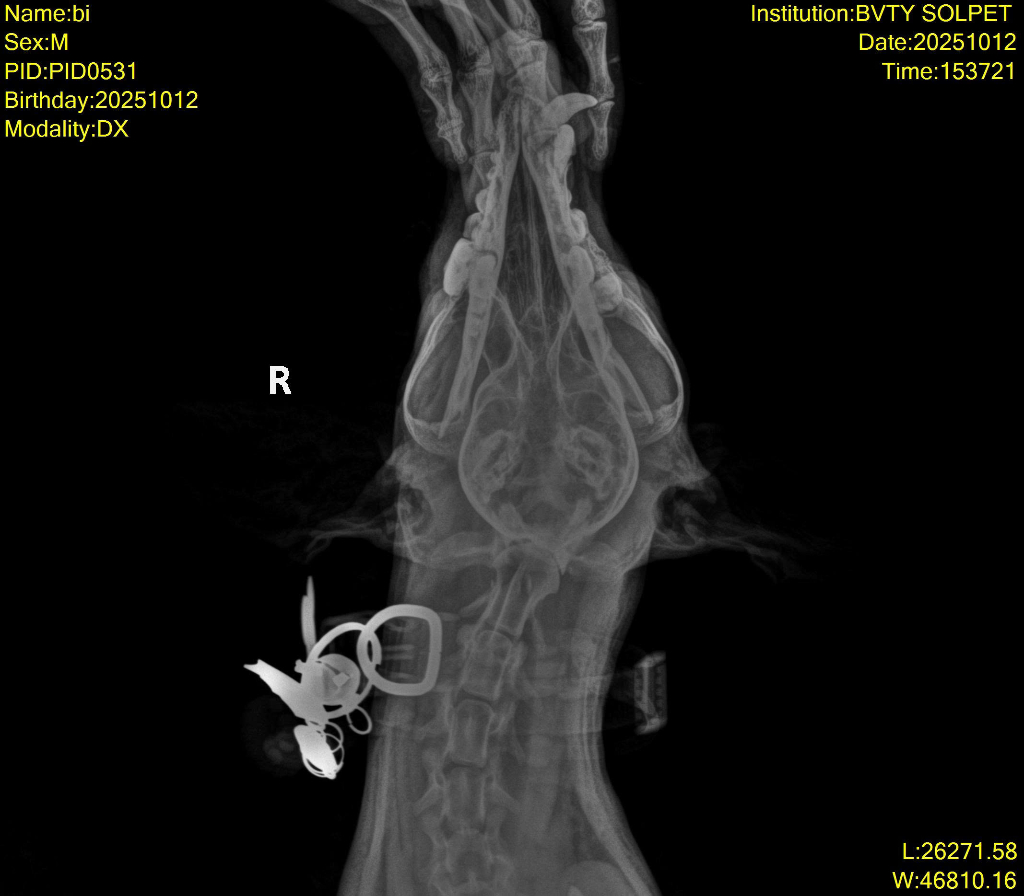 Name:bi
Sex:M
PID:PID0531
Birthday:20251012
Modality:DX
Institution:BVTY SOLPET
Date:20251012
Time:153721
R
L:26271.58
W:46810.16